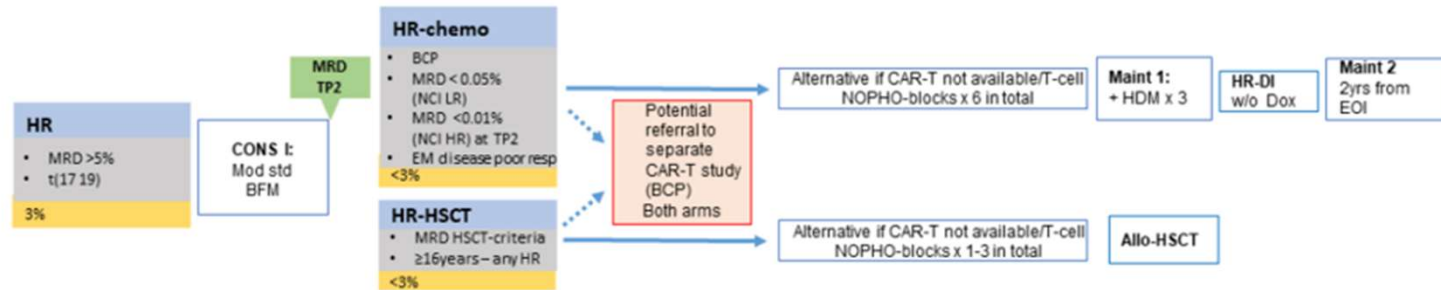 HR
• MRD >5%
• t(17 19)
3%
CONS I:
Mod std
BFM
MRD
TP2
HR-chemo
• BCP
• MRD < 0.05%
(NCI LR)
• MRD <0.01%
(NCI HR) at TP2
• EM disease poor resp
<3%
HR-HSCT
• MRD HSCT-criteria
• ≥16years – any HR
<3%
Potential
referral to
separate
CAR-T study
(BCP)
Both arms
Alternative if CAR-T not available/T-cell
NOPHO-blocks x 6 in total
Maint 1:
+ HDM x 3
HR-DI
w/o Dox
Maint 2
2yrs from
EOI
Alternative if CAR-T not available/T-cell
NOPHO-blocks x 1-3 in total
Allo-HSCT